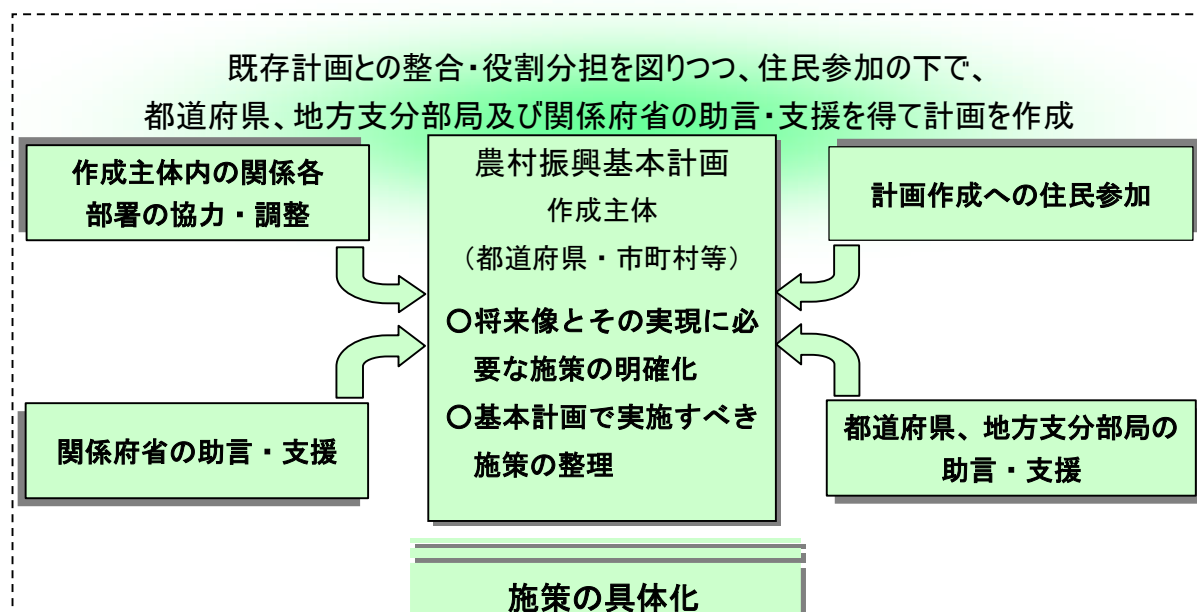 既存計画との整合・役割分担を図りつつ、住民参加の下で、
都道府県、地方支分部局及び関係府省の助言・支援を得て計画を作成
作成主体内の関係各
部署の協力・調整
農村振興基本計画
作成主体
（都道府県・市町村等）
○将来像とその実現に必
要な施策の明確化
○基本計画で実施すべき
施策の整理
計画作成への住民参加
関係府省の助言・支援
都道府県、地方支分部局の
助言・支援
施策の具体化